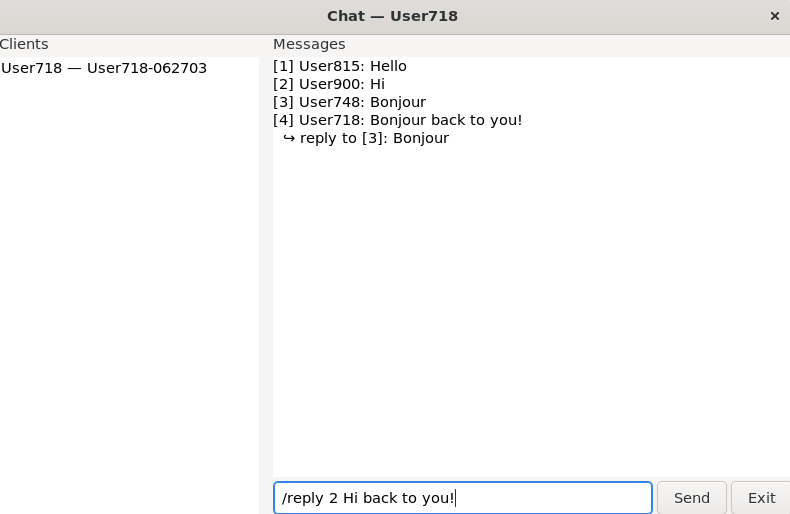 Chat — User718
×
Clients
Messages
User718 — User718-062703
[1] User815: Hello
[2] User900: Hi
[3] User748: Bonjour
[4] User718: Bonjour back to you!
↪ reply to [3]: Bonjour
/reply 2 Hi back to you!
Send
Exit